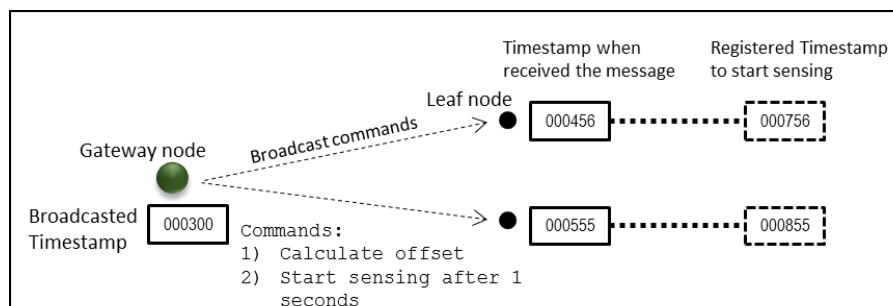 Timestamp when
received the message
Registered Timestamp
to start sensing
Leaf node
000456
000756
Broadcast commands
Gateway node
Broadcasted
Timestamp
000300
000555
000855
Commands:
1) Calculate offset
2) Start sensing after 1
seconds